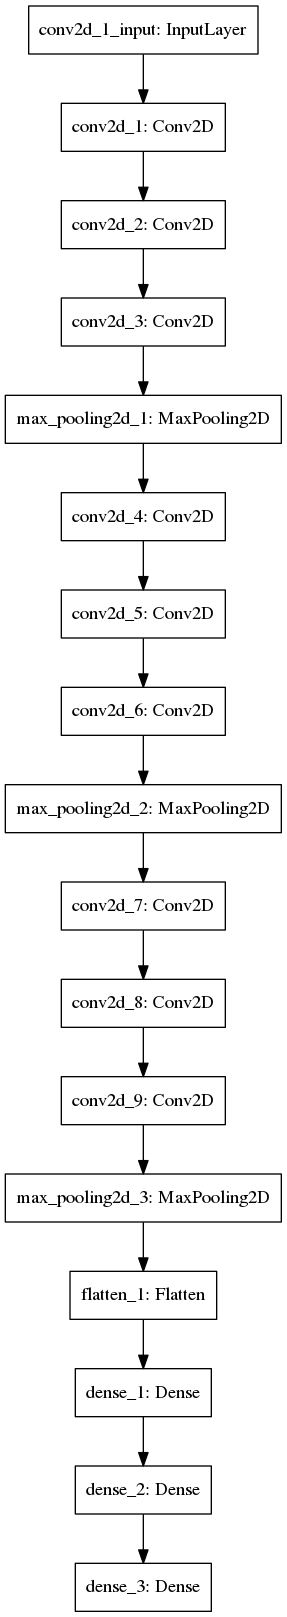 conv2d_1_input: InputLayer
conv2d_1: Conv2D
conv2d_2: Conv2D
conv2d_3: Conv2D
max_pooling2d_1: MaxPooling2D
conv2d_4: Conv2D
conv2d_5: Conv2D
conv2d_6: Conv2D
max_pooling2d_2: MaxPooling2D
conv2d_7: Conv2D
conv2d_8: Conv2D
conv2d_9: Conv2D
max_pooling2d_3: MaxPooling2D
flatten_1: Flatten
dense_1: Dense
dense_2: Dense
dense_3: Dense